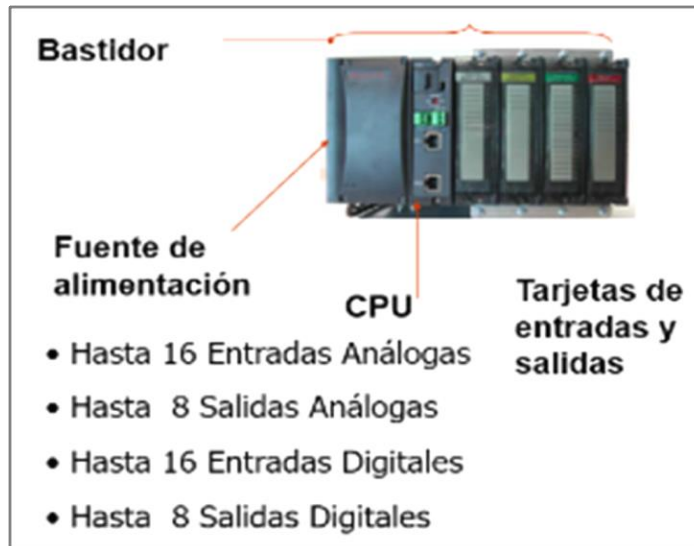 Bastidor
Fuente de
alimentación
CPU
Tarjetas de
entradas y
salidas
• Hasta 16 Entradas Análogas
• Hasta 8 Salidas Análogas
• Hasta 16 Entradas Digitales
• Hasta 8 Salidas Digitales